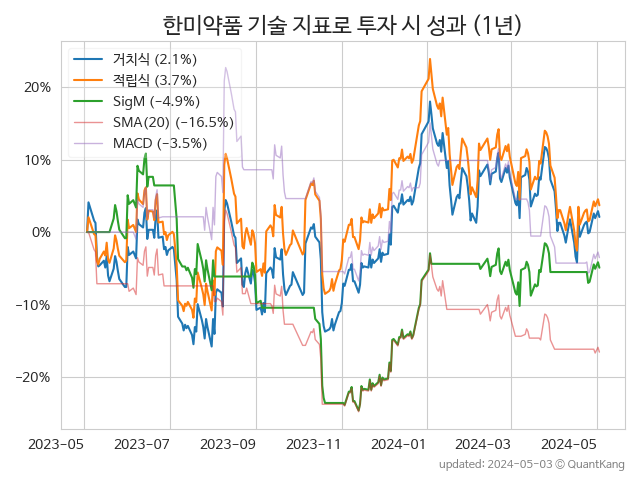 한미약품 기술 지표로 투자 시 성과 (1년)
거치식 (2.1%)
적립식 (3.7%)
SigM (−4.9%)
SMA(20) (−16.5%)
MACD (−3.5%)
20%
10%
0%
−10%
−20%
2023-05
2023-07
2023-09
2023-11
2024-01
2024-03
2024-05
updated: 2024-05-03 ⓒ QuantKang